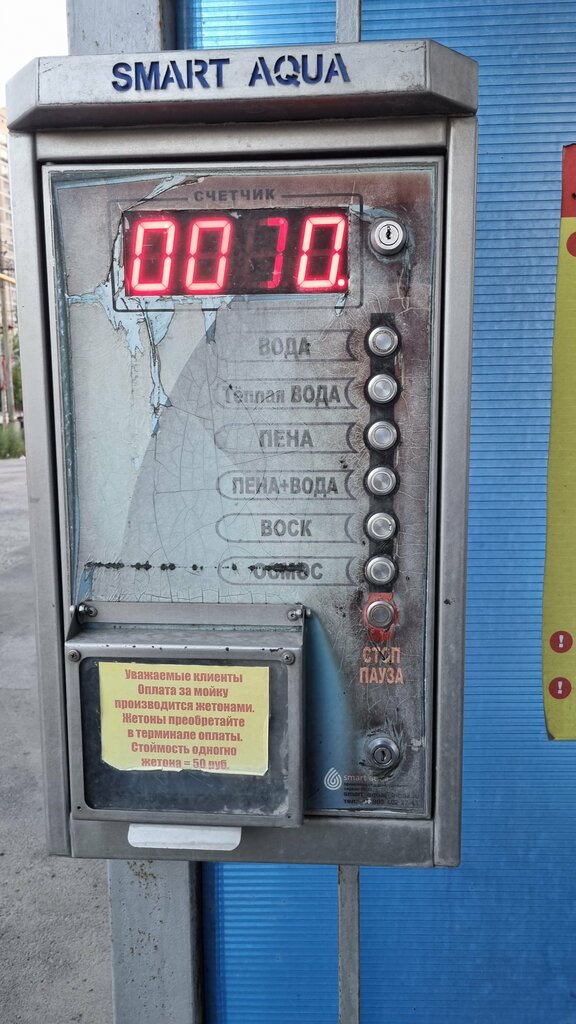 SMART AQUA
СЧЕТЧИК
ВОДА
Тёплая ВОДА
ПЕНА
ПЕНА+ВОДА
ВОСК
ОСМОС
СТОП
ПАУЗА
Уважаемые клиенты
Оплата за мойку
производится жетонами.
Жетоны преобретайте
в терминале оплаты.
Стоимость одногно
жетона = 50 руб.
smart